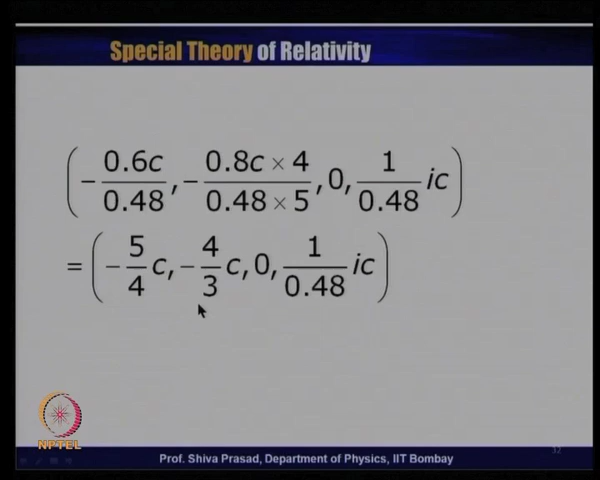 Special Theory of Relativity
(-0.6c/0.48, -0.8c × 4/0.48 × 5, 0, 1/0.48 ic)
= (-5/4 c, -4/3 c, 0, 1/0.48 ic)
NPTEL
32
Prof. Shiva Prasad, Department of Physics, IIT Bombay